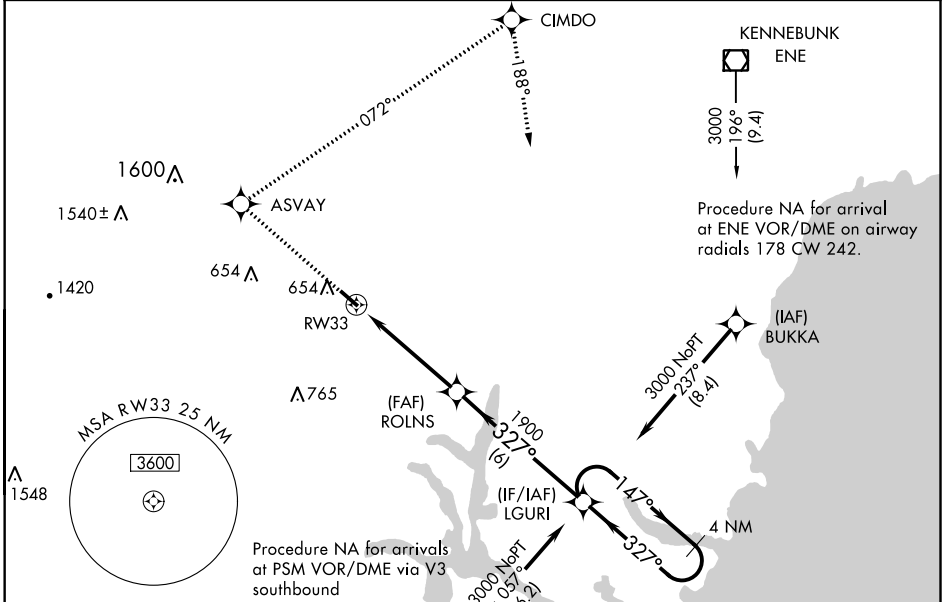 CIMDO
KENNEBUNK
ENE
188°
072°
3000
196°
(9.4)
1600
1540±
ASVAY
Procedure NA for arrival
at ENE VOR/DME on airway
radials 178 CW 242.
654
1420
654
RW33
(IAF)
BUKKA
3000 NoPT
237°
(8.4)
765
(FAF)
ROLNS
MSA RW33 25 NM
3600
1900
327°
(6)
1548
(IF/IAF)
LGURI
147°
4 NM
327°
Procedure NA for arrivals
at PSM VOR/DME via V3
southbound
3000 NoPT
057°